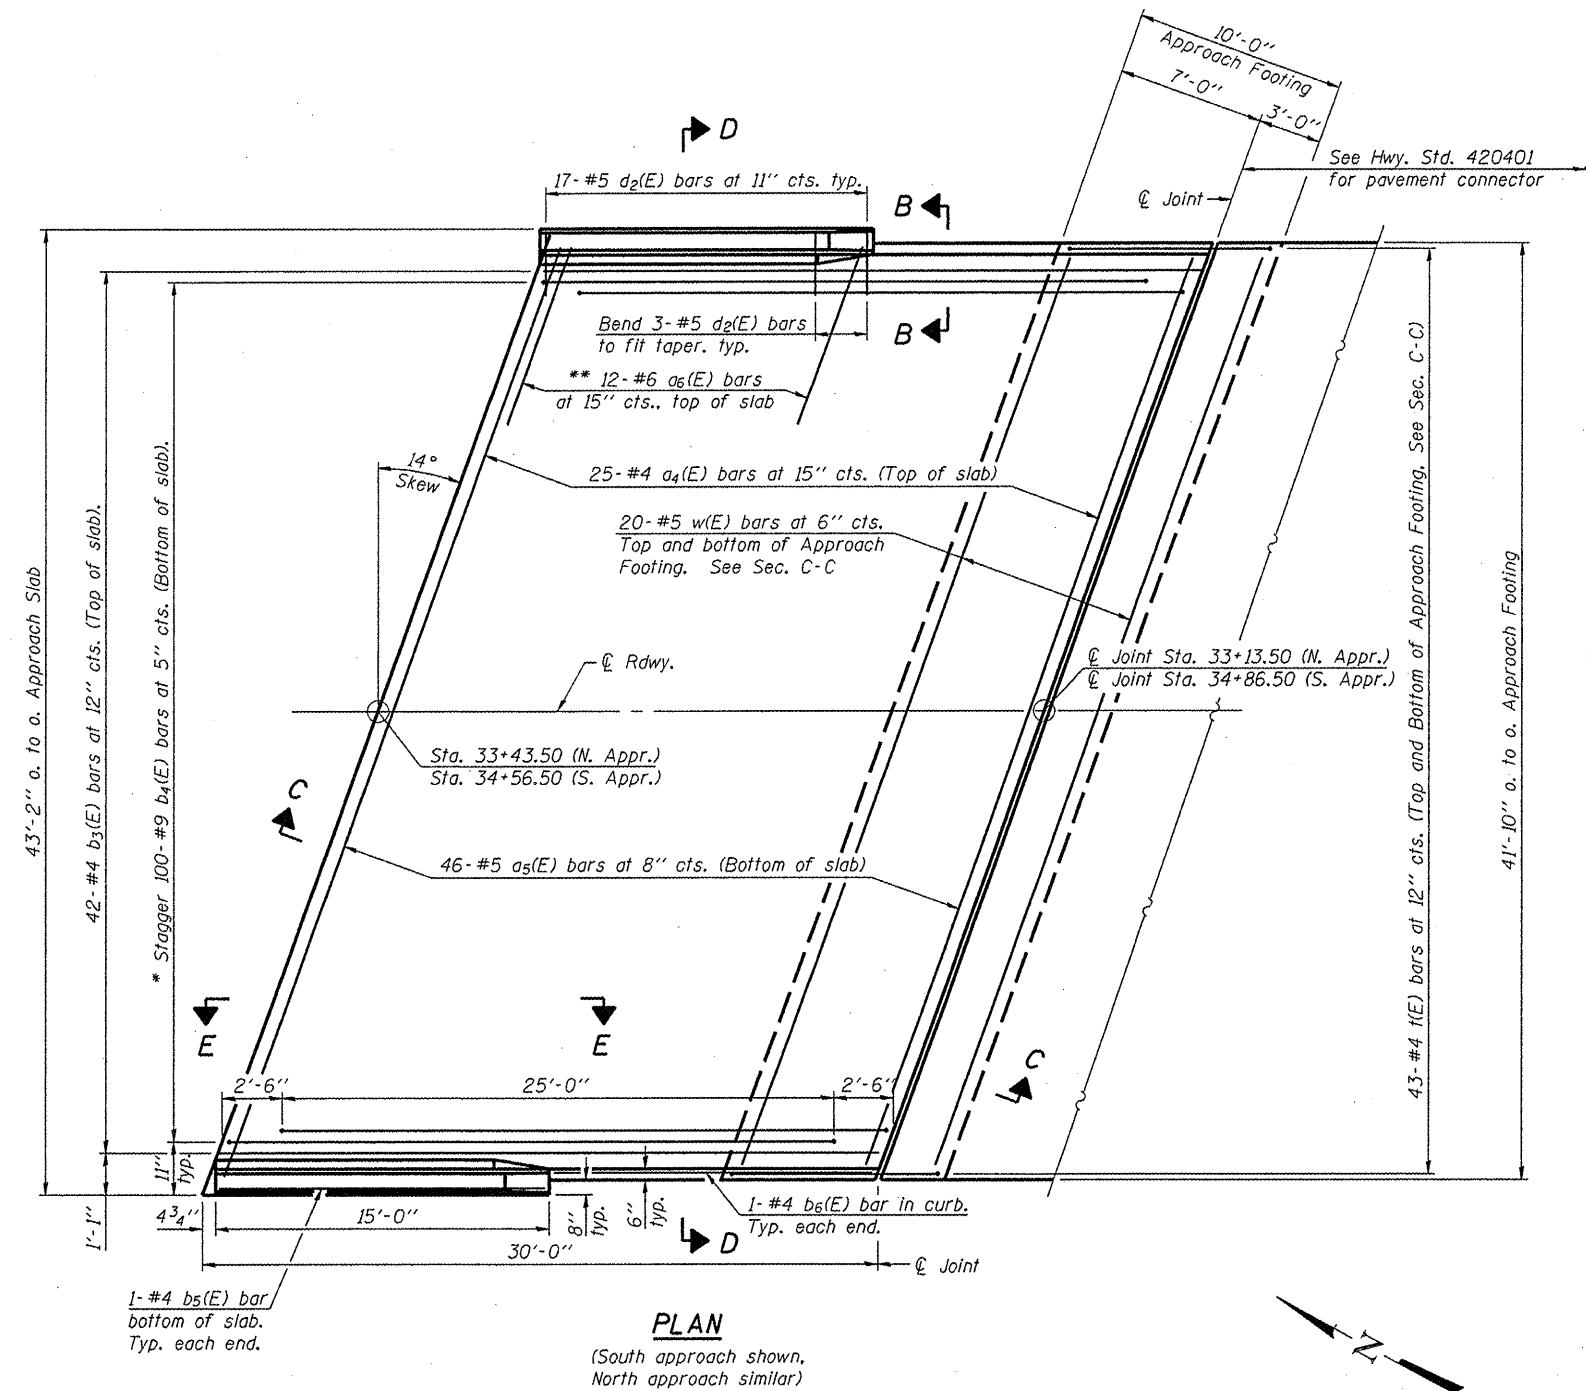 10'-0"
Approach Footing
7'-0"
3'-0"
See Hwy. Std. 420401
for pavement connector
℄ Joint
D
17-#5 d2(E) bars at 11" cts. typ.
B
B
Bend 3-#5 d2(E) bars
to fit taper. typ.
** 12-#6 a6(E) bars
at 15" cts., top of slab
14°
Skew
25-#4 a4(E) bars at 15" cts. (Top of slab)
20-#5 w(E) bars at 6" cts.
Top and bottom of Approach
Footing. See Sec. C-C
℄ Rdwy.
℄ Joint Sta. 33+13.50 (N. Appr.)
℄ Joint Sta. 34+86.50 (S. Appr.)
Sta. 33+43.50 (N. Appr.)
Sta. 34+56.50 (S. Appr.)
C
46-#5 a5(E) bars at 8" cts. (Bottom of slab)
43'-2" o. to o. Approach Slab
42-#4 b3(E) bars at 12" cts. (Top of slab).
* Stagger 100-#9 b4(E) bars at 5" cts. (Bottom of slab).
43-#4 t(E) bars at 12" cts. (Top and Bottom of Approach Footing, See Sec. C-C)
41'-10" o. to o. Approach Footing
E
E
C
2'-6"
25'-0"
2'-6"
11"
typ.
1'-1"
4 3/4"
15'-0"
8"
typ.
6"
typ.
D
1-#4 b6(E) bar in curb.
Typ. each end.
30'-0"
℄ Joint
1-#4 b5(E) bar
bottom of slab.
Typ. each end.
PLAN
(South approach shown,
North approach similar)
N